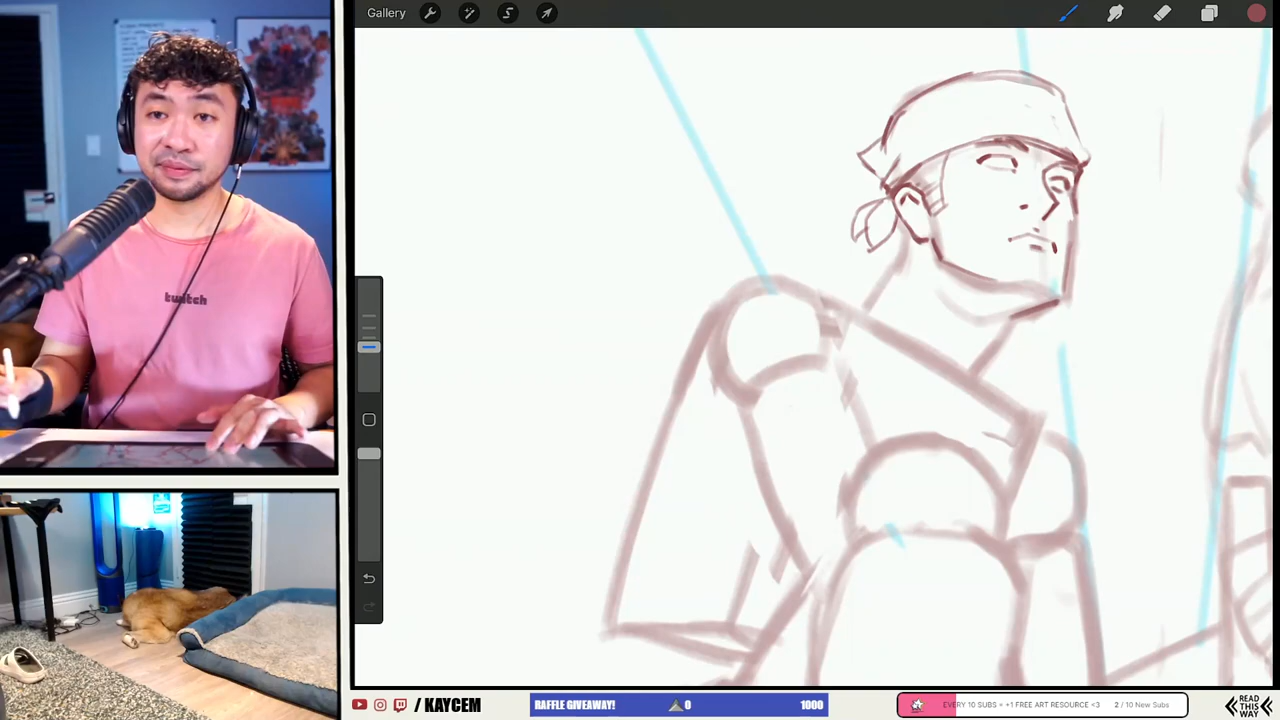 Gallery
twitch
/ KAYCEM
RAFFLE GIVEAWAY!
0
1000
EVERY 10 SUBS = +1 FREE ART RESOURCE <3
2 / 10 New Subs
READ
THIS
WAY